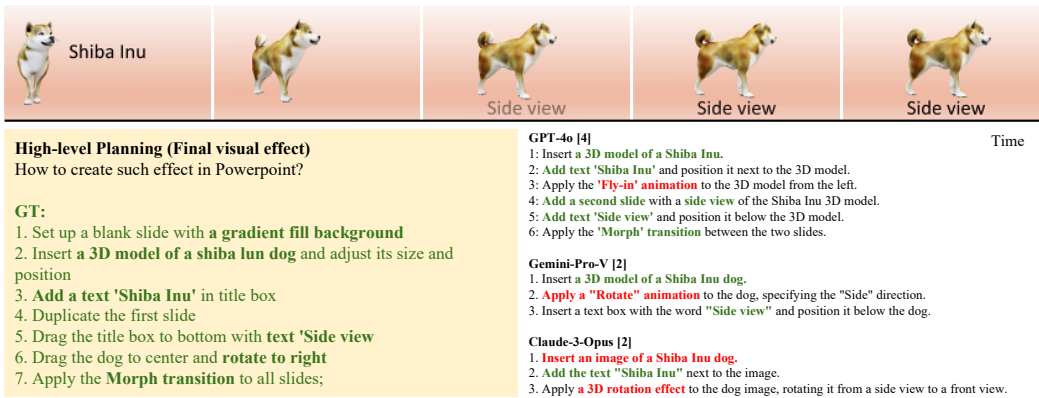 Shiba Inu
Side view
Side view
Side view
Time
High-level Planning (Final visual effect)
How to create such effect in Powerpoint?
GT:
1. Set up a blank slide with a gradient fill background
2. Insert a 3D model of a shiba lun dog and adjust its size and
position
3. Add a text 'Shiba Inu' in title box
4. Duplicate the first slide
5. Drag the title box to bottom with text 'Side view
6. Drag the dog to center and rotate to right
7. Apply the Morph transition to all slides;
GPT-4o [4]
1: Insert a 3D model of a Shiba Inu.
2: Add text 'Shiba Inu' and position it next to the 3D model.
3: Apply the 'Fly-in' animation to the 3D model from the left.
4: Add a second slide with a side view of the Shiba Inu 3D model.
5: Add text 'Side view' and position it below the 3D model.
6: Apply the 'Morph' transition between the two slides.
Gemini-Pro-V [2]
1. Insert a 3D model of a Shiba Inu dog.
2. Apply a "Rotate" animation to the dog, specifying the "Side" direction.
3. Insert a text box with the word "Side view" and position it below the dog.
Claude-3-Opus [2]
1. Insert an image of a Shiba Inu dog.
2. Add the text "Shiba Inu" next to the image.
3. Apply a 3D rotation effect to the dog image, rotating it from a side view to a front view.